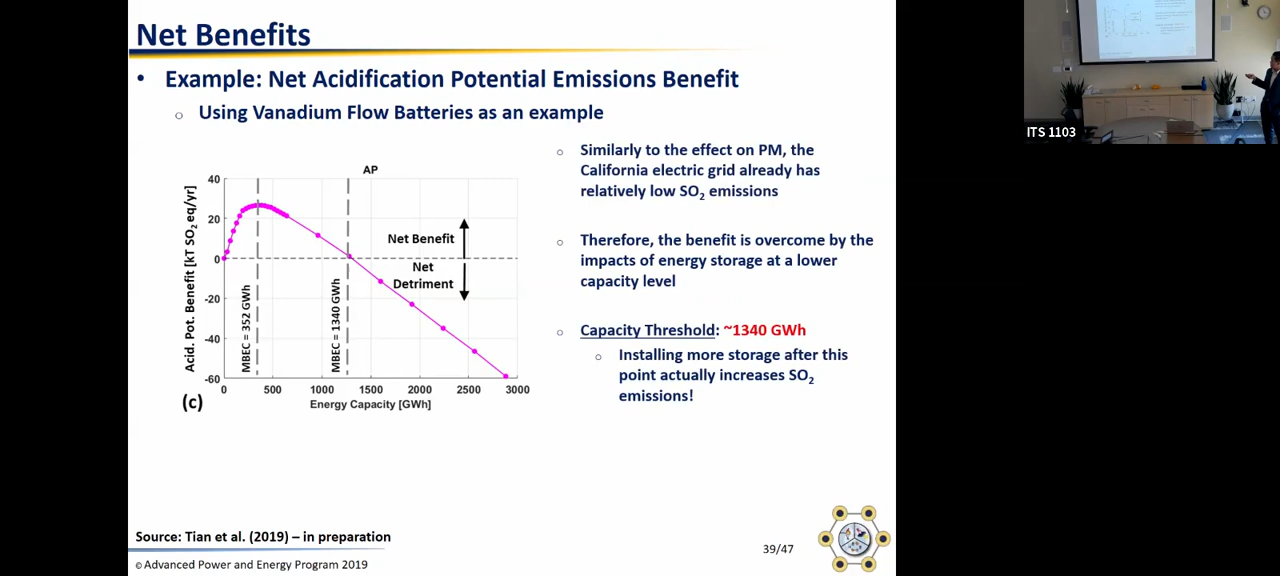 Net Benefits
• Example: Net Acidification Potential Emissions Benefit
○ Using Vanadium Flow Batteries as an example
ITS 1103
AP
Acid. Pot. Benefit [kT SO2 eq/yr]
40
20
0
-20
-40
-60
Net Benefit
Net
Detriment
MBEC = 352 GWh
MBEC = 1340 GWh
0 500 1000 1500 2000 2500 3000
Energy Capacity [GWh]
(c)
○ Similarly to the effect on PM, the
California electric grid already has
relatively low SO2 emissions
○ Therefore, the benefit is overcome by the
impacts of energy storage at a lower
capacity level
○ Capacity Threshold: ~1340 GWh
○ Installing more storage after this
point actually increases SO2
emissions!
Source: Tian et al. (2019) – in preparation
39/47
© Advanced Power and Energy Program 2019